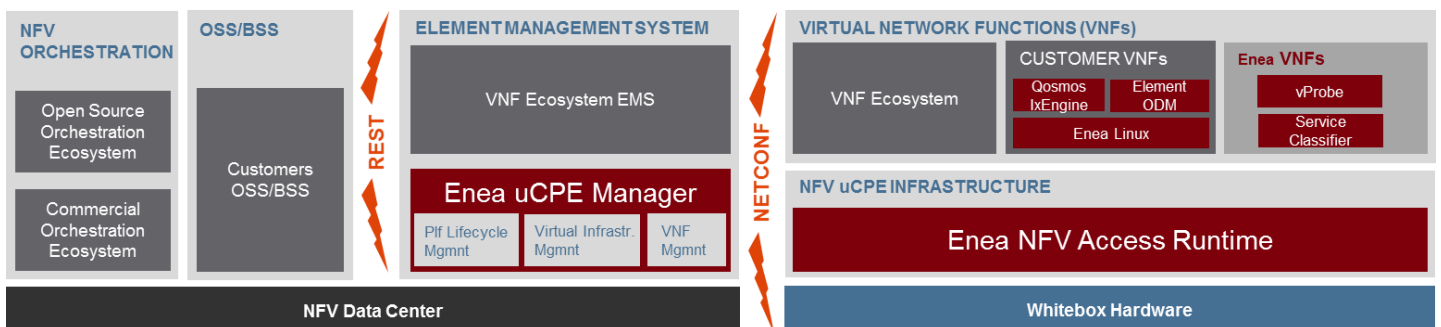 NFV
ORCHESTRATION
Open Source
Orchestration
Ecosystem
Commercial
Orchestration
Ecosystem
OSS/BSS
Customers
OSS/BSS
REST
ELEMENT MANAGEMENT SYSTEM
VNF Ecosystem EMS
Enea uCPE Manager
Plf Lifecycle
Mgmnt
Virtual Infrastr.
Mgmnt
VNF
Mgmnt
NFV Data Center
NETCONF
VIRTUAL NETWORK FUNCTIONS (VNFs)
VNF Ecosystem
CUSTOMER VNFs
Qosmos
IxEngine
Element
ODM
Enea Linux
Enea VNFs
vProbe
Service
Classifier
NFV uCPE INFRASTRUCTURE
Enea NFV Access Runtime
Whitebox Hardware